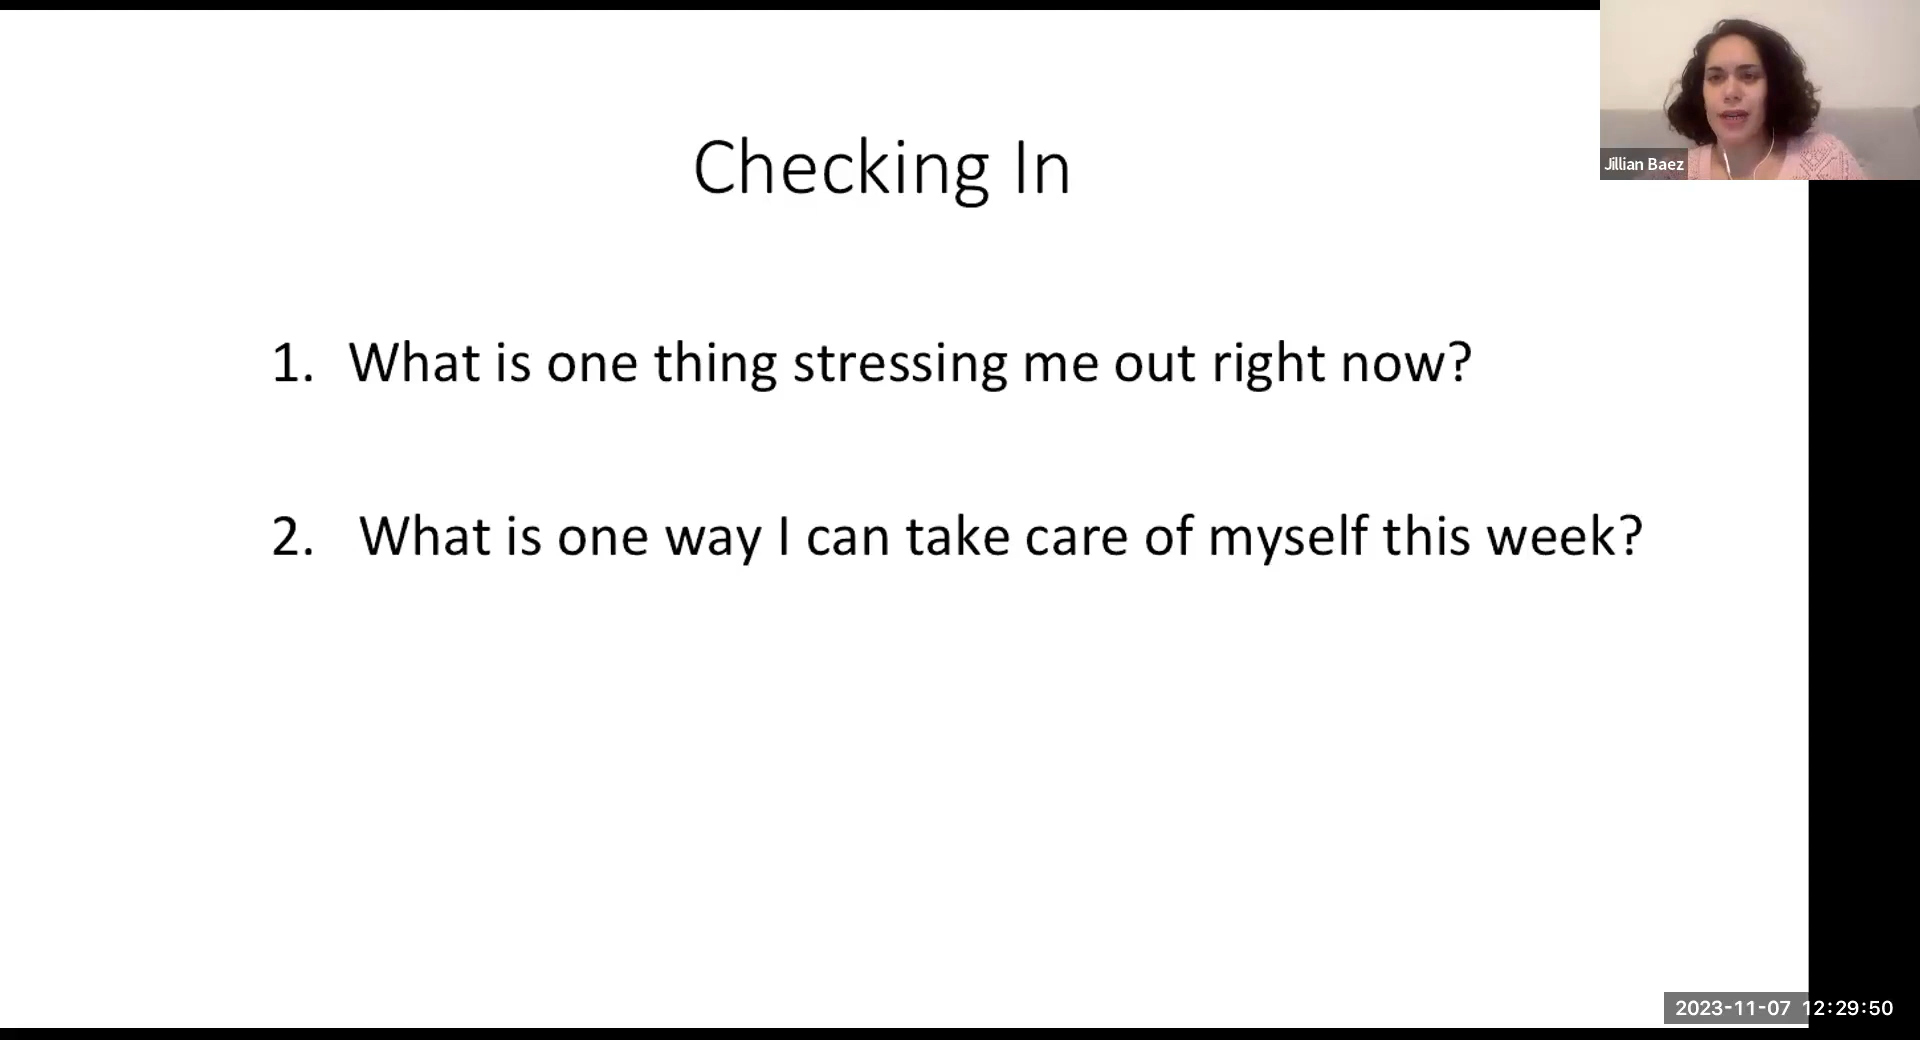 Checking In
Jillian Baez
1. What is one thing stressing me out right now?
2. What is one way I can take care of myself this week?
2023-11-07 12:29:50